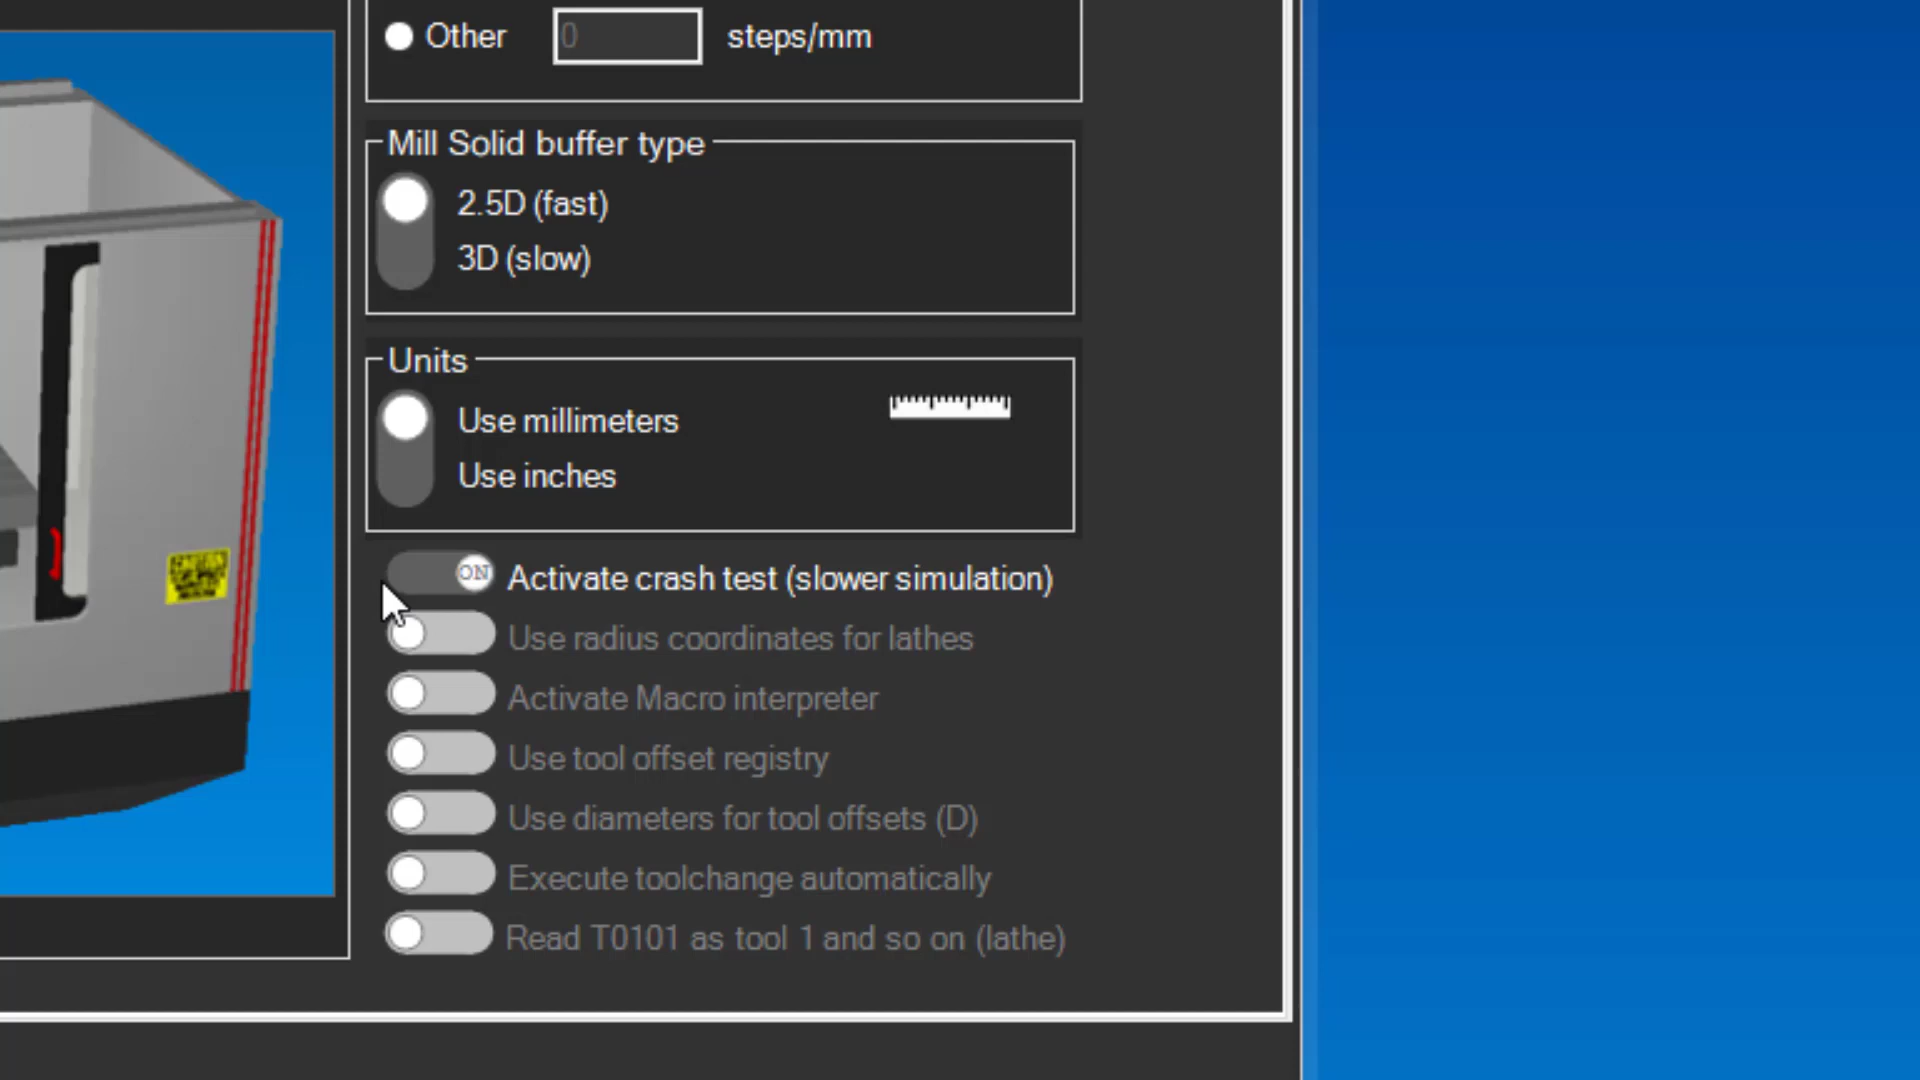 Other 0 steps/mm
Mill Solid buffer type
2.5D (fast)
3D (slow)
Units
Use millimeters
Use inches
ON Activate crash test (slower simulation)
Use radius coordinates for lathes
Activate Macro interpreter
Use tool offset registry
Use diameters for tool offsets (D)
Execute toolchange automatically
Read T0101 as tool 1 and so on (lathe)